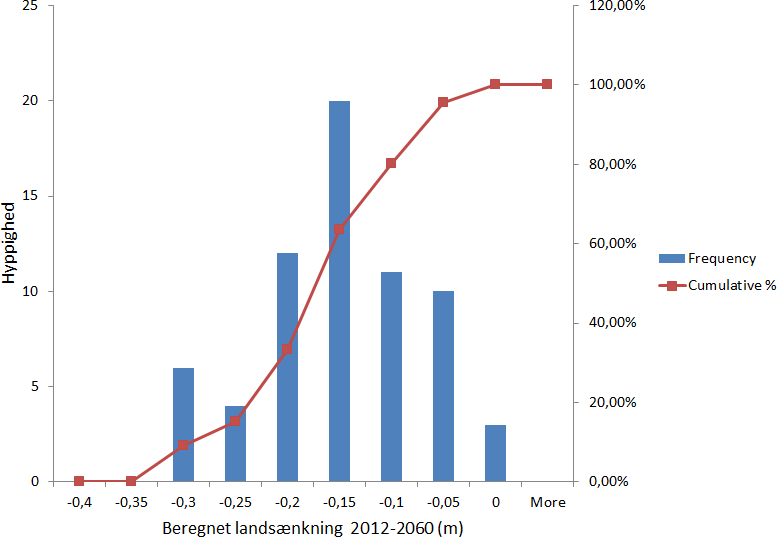 25
20
15
10
5
0
Hyppighed
120,00%
100,00%
80,00%
60,00%
40,00%
20,00%
0,00%
-0,4 -0,35 -0,3 -0,25 -0,2 -0,15 -0,1 -0,05 0 More
Beregnet landsænkning 2012-2060 (m)
Frequency
Cumulative %